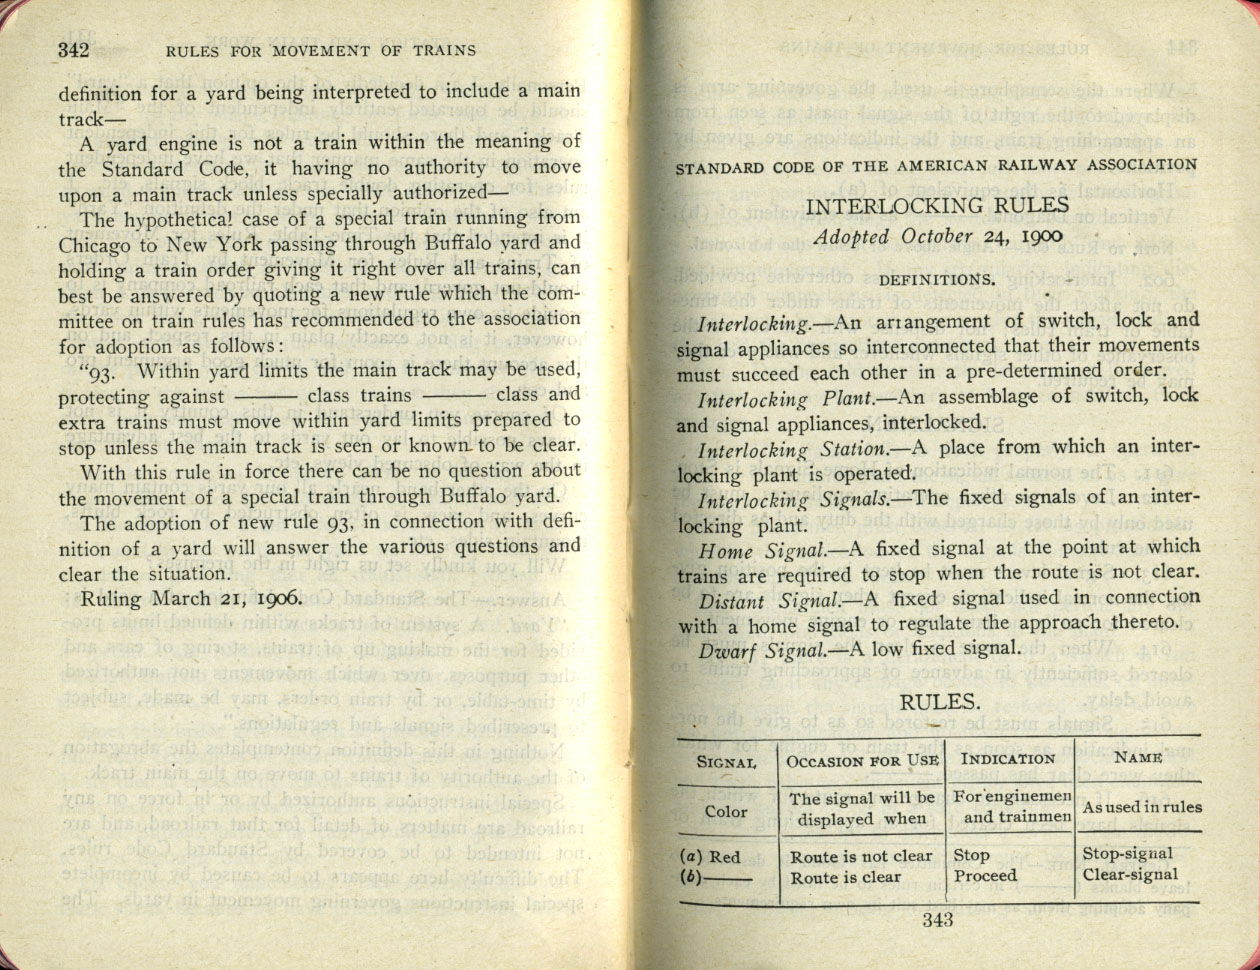 342 RULES FOR MOVEMENT OF TRAINS
definition for a yard being interpreted to include a main
track—
A yard engine is not a train within the meaning of
the Standard Code, it having no authority to move
upon a main track unless specially authorized—
The hypothetical case of a special train running from
Chicago to New York passing through Buffalo yard and
holding a train order giving it right over all trains, can
best be answered by quoting a new rule which the com-
mittee on train rules has recommended to the association
for adoption as follows:
"93. Within yard limits the main track may be used,
protecting against ——— class trains ——— class and
extra trains must move within yard limits prepared to
stop unless the main track is seen or known to be clear.
With this rule in force there can be no question about
the movement of a special train through Buffalo yard.
The adoption of new rule 93, in connection with defi-
nition of a yard will answer the various questions and
clear the situation.
Ruling March 21, 1906.
STANDARD CODE OF THE AMERICAN RAILWAY ASSOCIATION
INTERLOCKING RULES
Adopted October 24, 1900
DEFINITIONS.
Interlocking.—An arrangement of switch, lock and
signal appliances so interconnected that their movements
must succeed each other in a pre-determined order.
Interlocking Plant.—An assemblage of switch, lock
and signal appliances, interlocked.
Interlocking Station.—A place from which an inter-
locking plant is operated.
Interlocking Signals.—The fixed signals of an inter-
locking plant.
Home Signal.—A fixed signal at the point at which
trains are required to stop when the route is not clear.
Distant Signal.—A fixed signal used in connection
with a home signal to regulate the approach thereto.
Dwarf Signal.—A low fixed signal.
RULES.
SIGNAL OCCASION FOR USE INDICATION NAME
Color The signal will be displayed when For enginemen and trainmen As used in rules
(a) Red Route is not clear Stop Stop-signal
(b)——— Route is clear Proceed Clear-signal
343